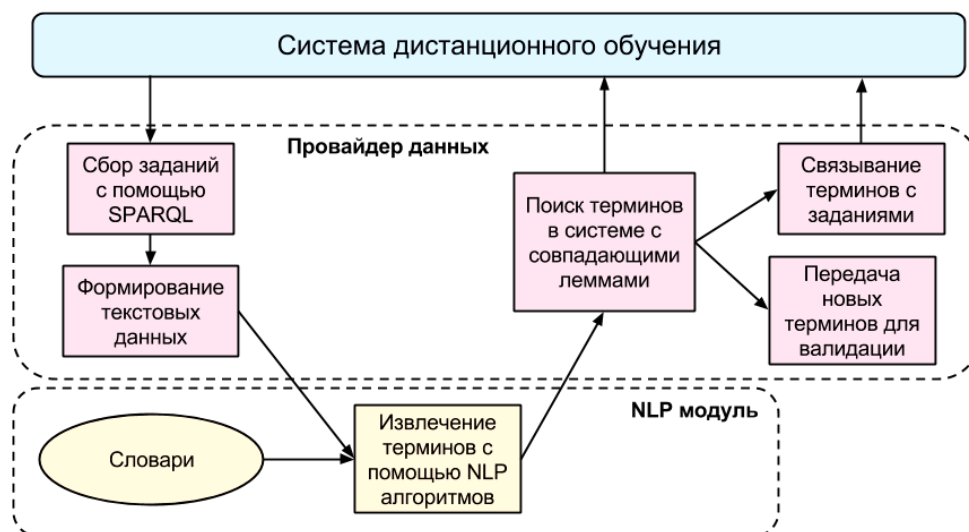 Система дистанционного обучения
Провайдер данных
Сбор заданий
с помощью
SPARQL
Формирование
текстовых
данных
Поиск терминов
в системе с
совпадающими
леммами
Связывание
терминов с
заданиями
Передача
новых
терминов для
валидации
NLP модуль
Словари
Извлечение
терминов с
помощью NLP
алгоритмов